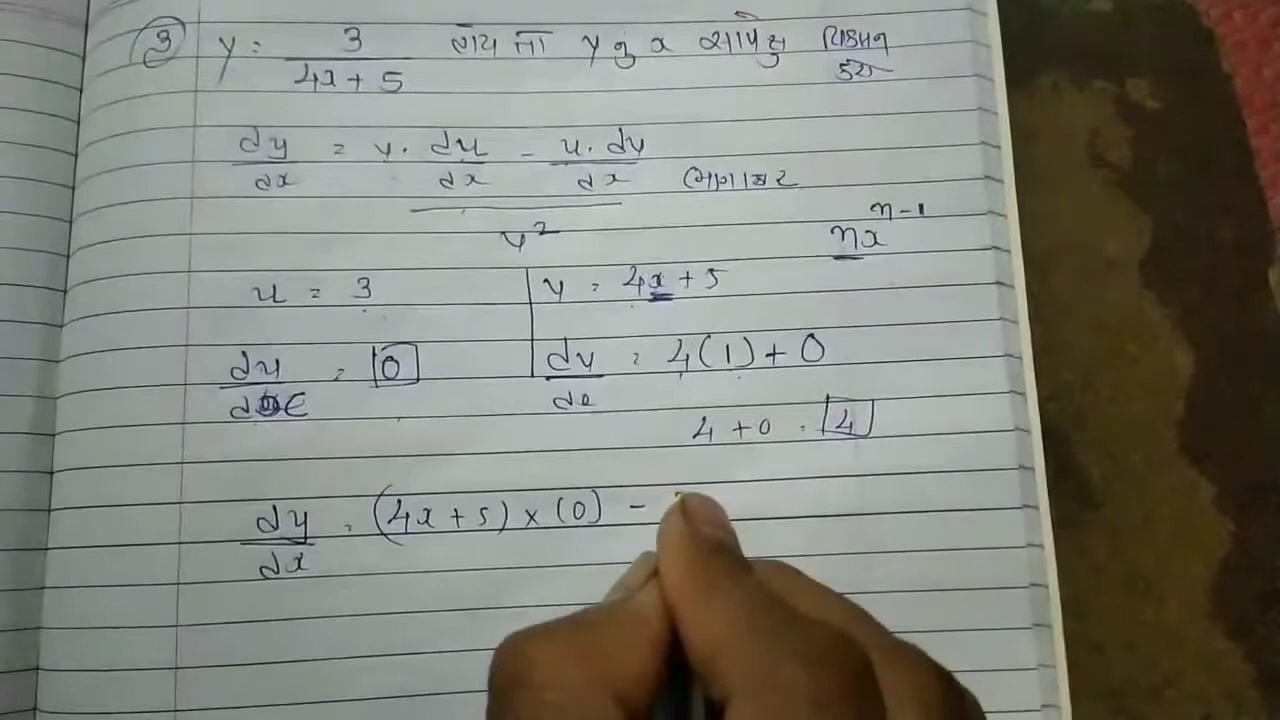 ③ y = 3 / 4x + 5 હોય તો y નું x સાપેક્ષ વિકલન કરો
dy/dx = v · du/dx - u · dv/dx / v²
nx^n-1
u = 3
v = 4x + 5
du/dx = 0
dv/dx = 4(1) + 0
4 + 0 = 4
dy/dx = (4x + 5) × (0) -